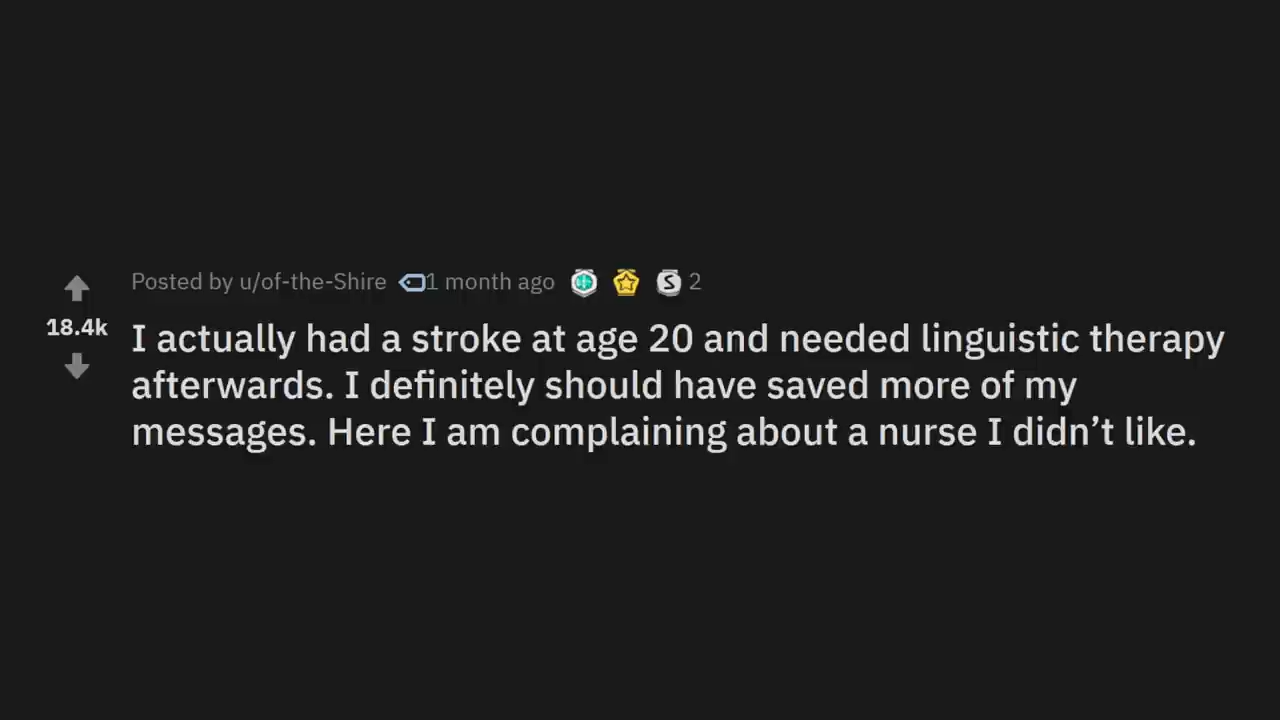 Posted by u/of-the-Shire 1 month ago 2
18.4k
I actually had a stroke at age 20 and needed linguistic therapy
afterwards. I definitely should have saved more of my
messages. Here I am complaining about a nurse I didn’t like.